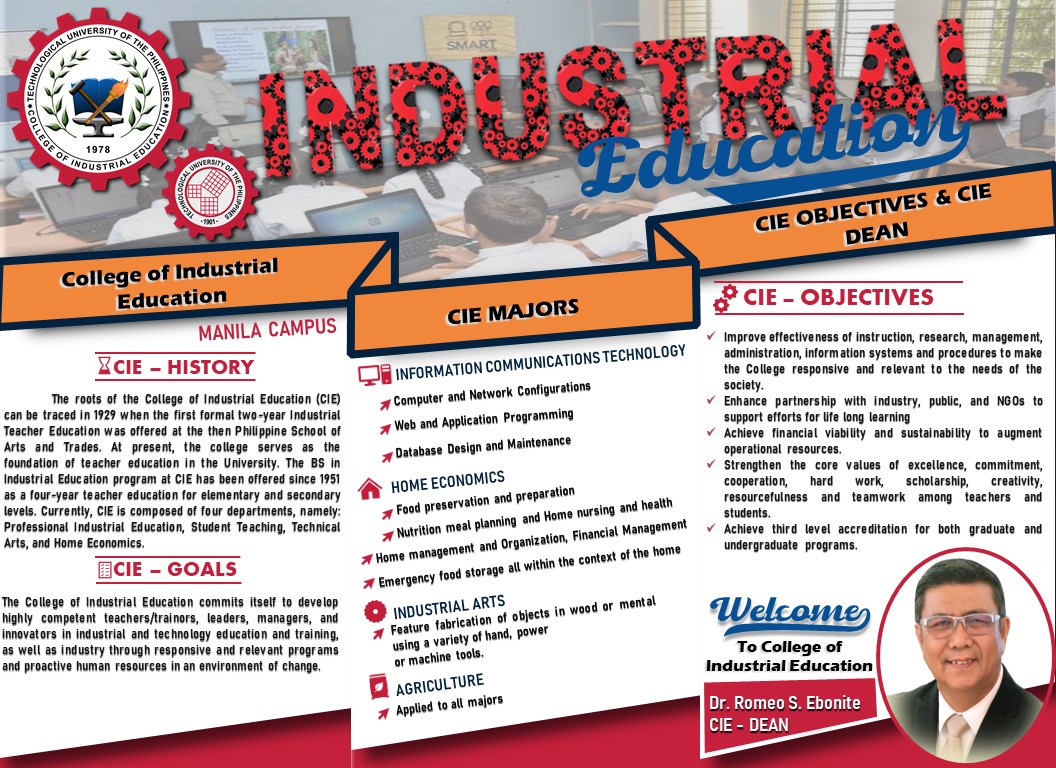 TECHNOLOGICAL UNIVERSITY OF THE PHILIPPINES
COLLEGE OF INDUSTRIAL EDUCATION
1978
TECHNOLOGICAL UNIVERSITY OF THE PHILIPPINES
1901
SMART
INDUSTRIAL
Education
College of Industrial
Education
MANILA CAMPUS
CIE – HISTORY
The roots of the College of Industrial Education (CIE)
can be traced in 1929 when the first formal two-year Industrial
Teacher Education was offered at the then Philippine School of
Arts and Trades. At present, the college serves as the
foundation of teacher education in the University. The BS in
Industrial Education program at CIE has been offered since 1951
as a four-year teacher education for elementary and secondary
levels. Currently, CIE is composed of four departments, namely:
Professional Industrial Education, Student Teaching, Technical
Arts, and Home Economics.
CIE – GOALS
The College of Industrial Education commits itself to develop
highly competent teachers/trainors, leaders, managers, and
innovators in industrial and technology education and training,
as well as industry through responsive and relevant programs
and proactive human resources in an environment of change.
CIE MAJORS
INFORMATION COMMUNICATIONS TECHNOLOGY
Computer and Network Configurations
Web and Application Programming
Database Design and Maintenance
HOME ECONOMICS
Food preservation and preparation
Nutrition meal planning and Home nursing and health
Home management and Organization, Financial Management
Emergency food storage all within the context of the home
INDUSTRIAL ARTS
Feature fabrication of objects in wood or mental
using a variety of hand, power
or machine tools.
AGRICULTURE
Applied to all majors
CIE OBJECTIVES & CIE
DEAN
CIE – OBJECTIVES
✓ Improve effectiveness of instruction, research, management,
administration, information systems and procedures to make
the College responsive and relevant to the needs of the
society.
✓ Enhance partnership with industry, public, and NGOs to
support efforts for life long learning
✓ Achieve financial viability and sustainability to augment
operational resources.
✓ Strengthen the core values of excellence, commitment,
cooperation, hard work, scholarship, creativity,
resourcefulness and teamwork among teachers and
students.
✓ Achieve third level accreditation for both graduate and
undergraduate programs.
Welcome
To College of
Industrial Education
Dr. Romeo S. Ebonite
CIE - DEAN